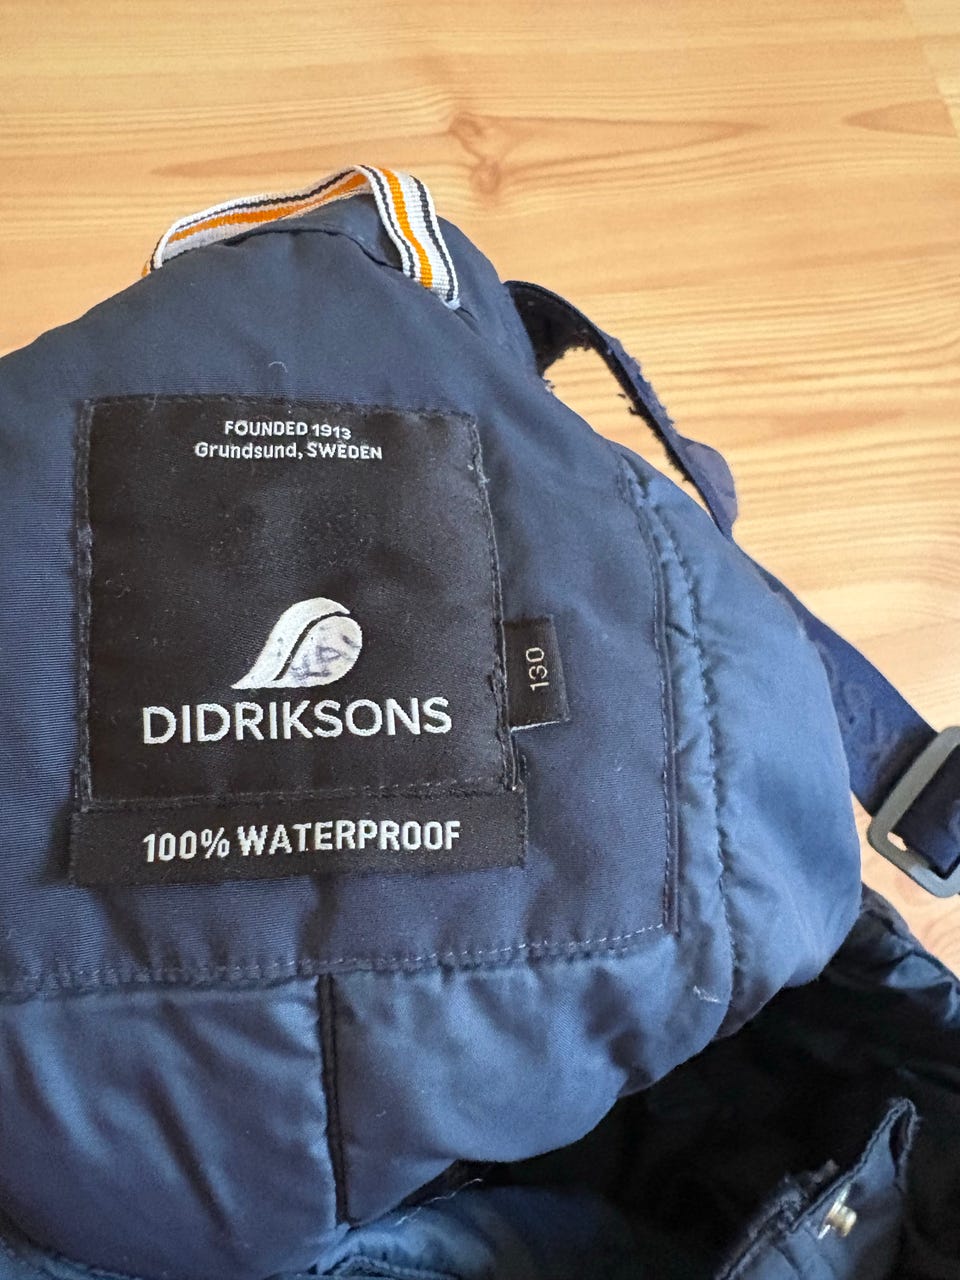 FOUNDED 1913
Grundsund, SWEDEN
DIDRIKSONS
130
100% WATERPROOF